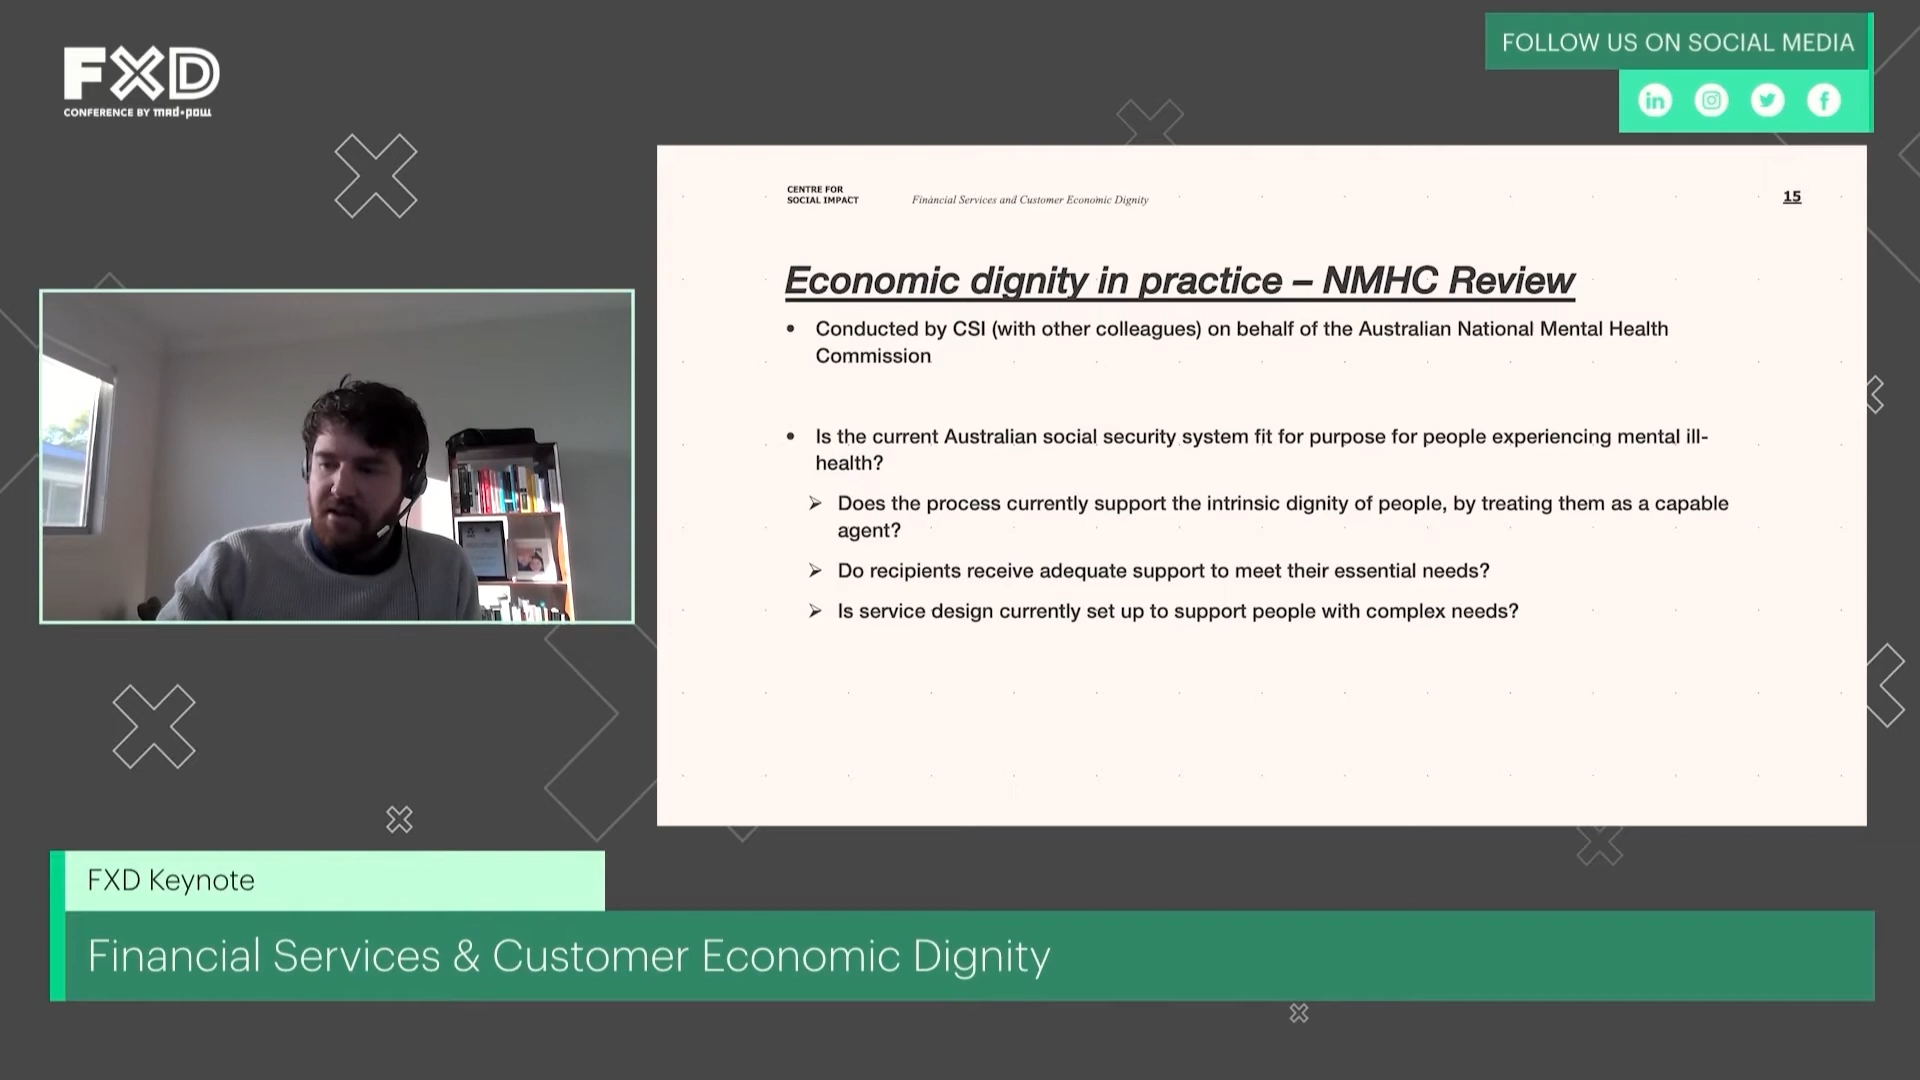 FXD
CONFERENCE BY mad*pow
FOLLOW US ON SOCIAL MEDIA
CENTRE FOR
SOCIAL IMPACT
Financial Services and Customer Economic Dignity
15
Economic dignity in practice – NMHC Review
• Conducted by CSI (with other colleagues) on behalf of the Australian National Mental Health
Commission
• Is the current Australian social security system fit for purpose for people experiencing mental ill-
health?
➢ Does the process currently support the intrinsic dignity of people, by treating them as a capable
agent?
➢ Do recipients receive adequate support to meet their essential needs?
➢ Is service design currently set up to support people with complex needs?
FXD Keynote
Financial Services & Customer Economic Dignity